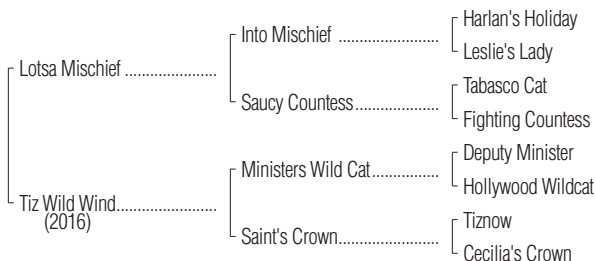 Harlan's Holiday
Into Mischief ........................
Leslie's Lady
Lotsa Mischief ......................
Tabasco Cat
Saucy Countess....................
Fighting Countess
Deputy Minister
Ministers Wild Cat................
Hollywood Wildcat
Tiz Wild Wind........................
(2016)
Tiznow
Saint's Crown........................
Cecilia's Crown